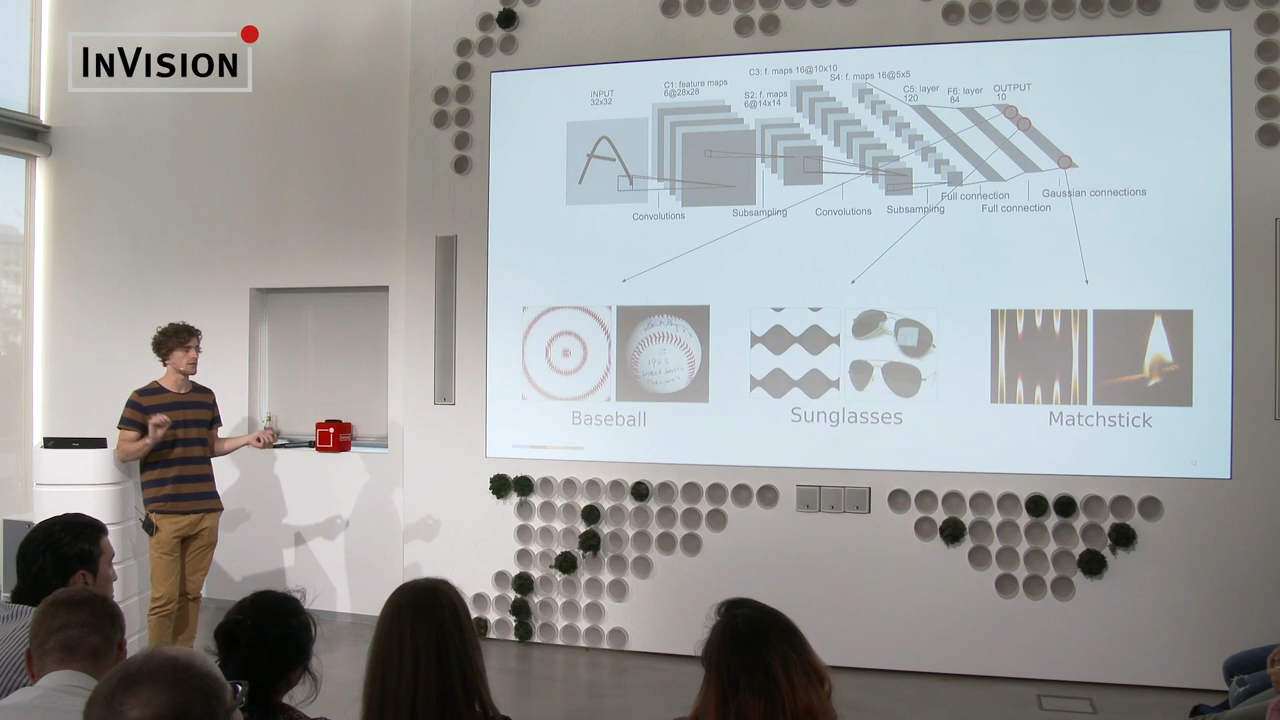 INVISION
INPUT
32x32
C1: feature maps
6@28x28
S2: f. maps
6@14x14
C3: f. maps 16@10x10
S4: f. maps 16@5x5
C5: layer
120
F6: layer
84
OUTPUT
10
Convolutions
Subsampling
Convolutions
Subsampling
Full connection
Full connection
Gaussian connections
Baseball
Sunglasses
Matchstick